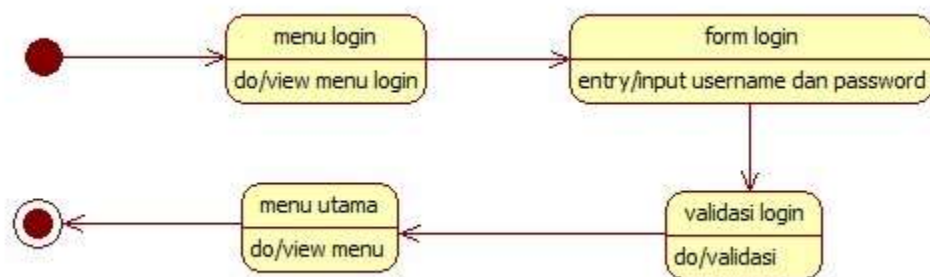 menu login
do/view menu login
form login
entry/input username dan password
validasi login
do/validasi
menu utama
do/view menu